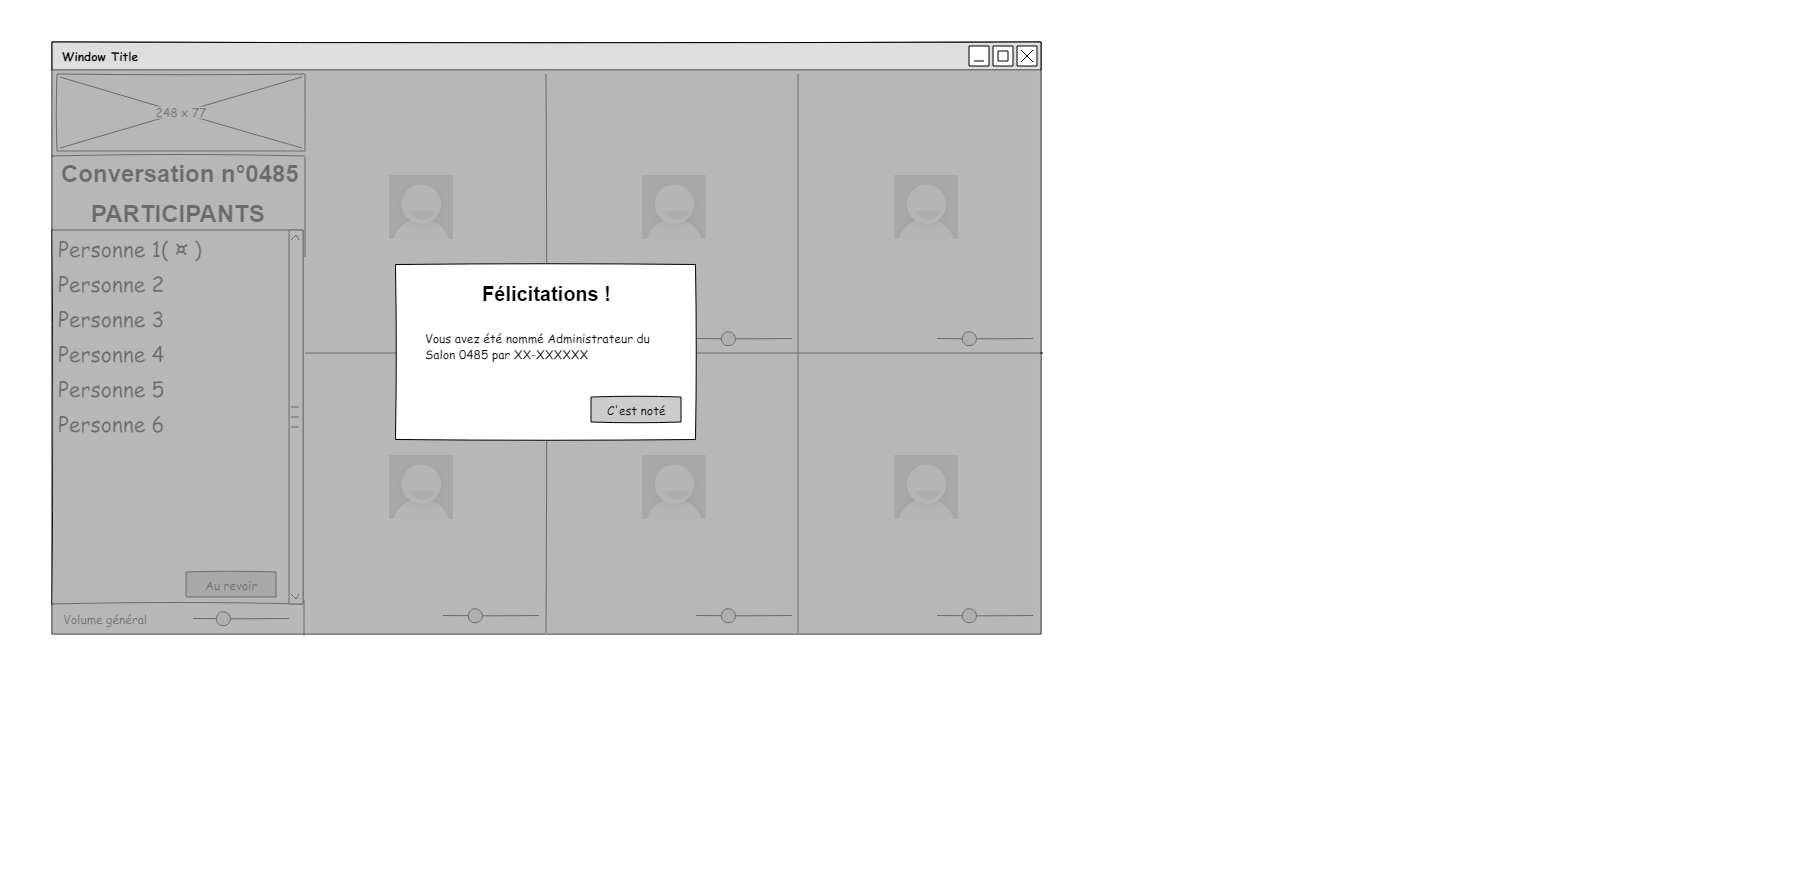 Window Title
248 x 77
Conversation n°0485
PARTICIPANTS
Personne 1( ¤ )
Personne 2
Personne 3
Personne 4
Personne 5
Personne 6
Au revoir
Volume général
Félicitations !
Vous avez été nommé Administrateur du
Salon 0485 par XX-XXXXXX
C'est noté